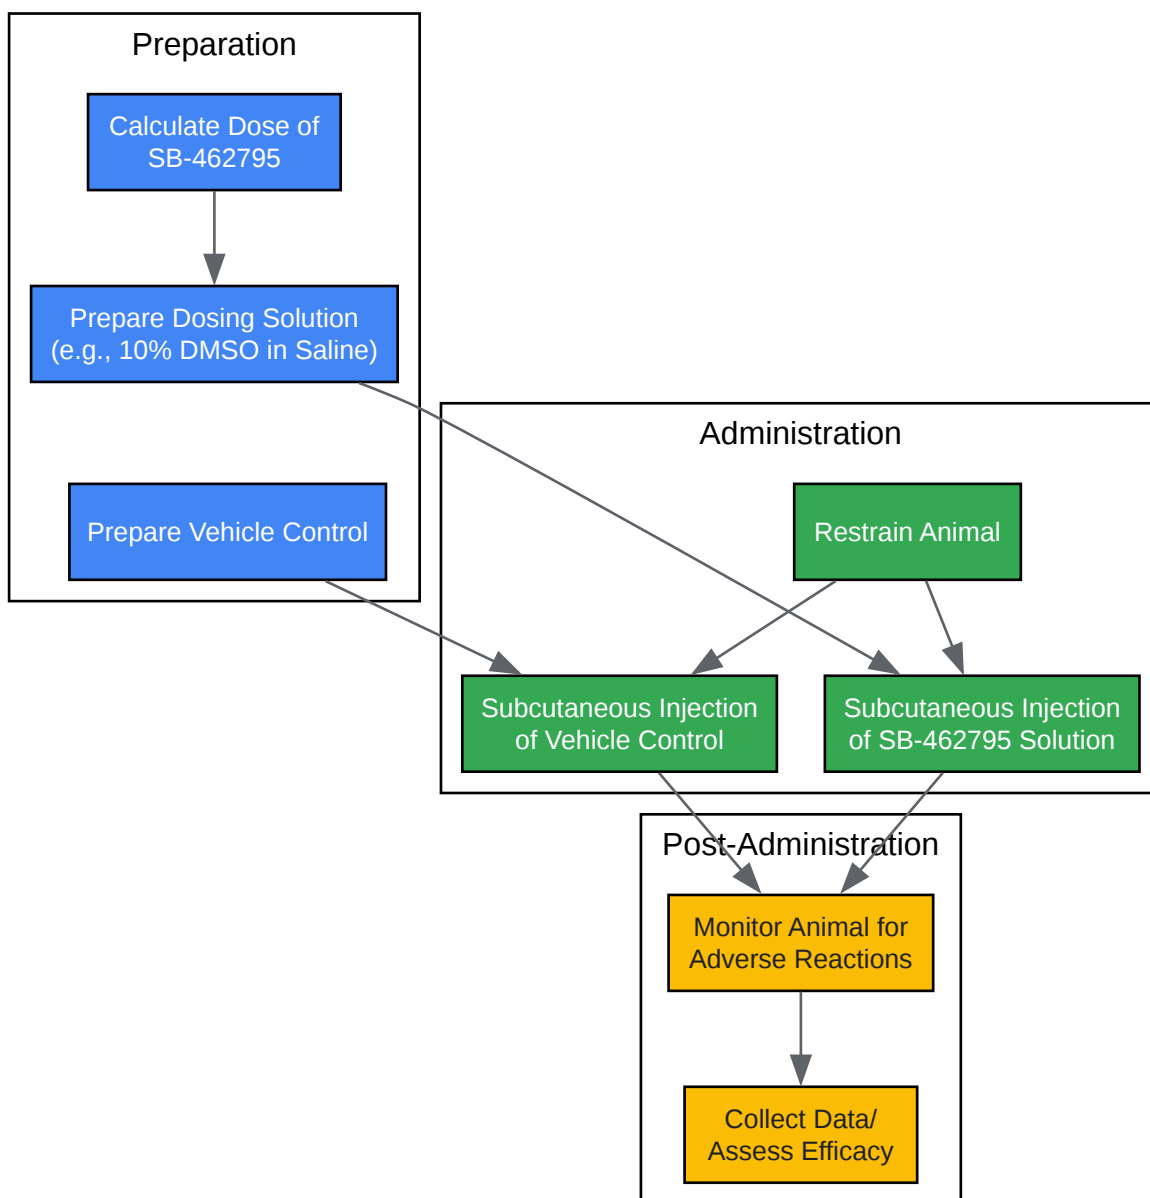 Preparation
Calculate Dose of
SB-462795
Prepare Dosing Solution
(e.g., 10% DMSO in Saline)
Prepare Vehicle Control
Administration
Restrain Animal
Subcutaneous Injection
of Vehicle Control
Subcutaneous Injection
of SB-462795 Solution
Post-Administration
Monitor Animal for
Adverse Reactions
Collect Data/
Assess Efficacy